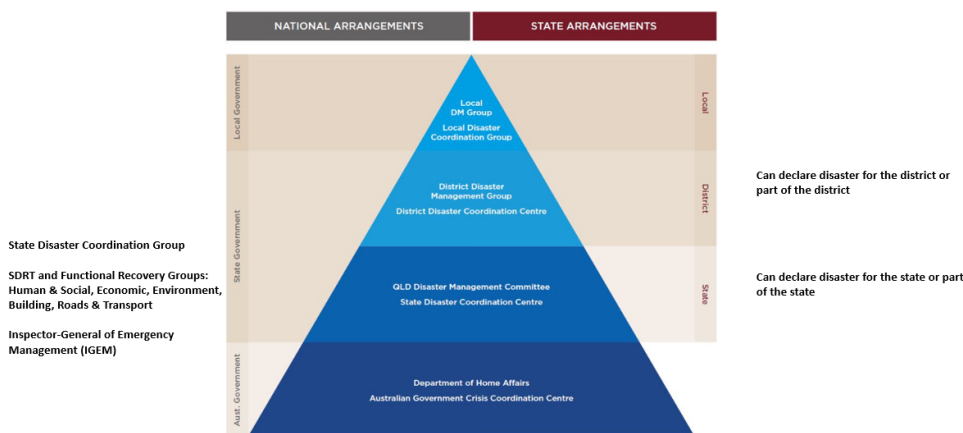 NATIONAL ARRANGEMENTS
STATE ARRANGEMENTS
Local Government
Local
DM Group
Local Disaster
Coordination Group
Local
State Government
District Disaster
Management Group
District Disaster Coordination Centre
District
Can declare disaster for the district or
part of the district
State Disaster Coordination Group
SDRT and Functional Recovery Groups:
Human & Social, Economic, Environment,
Building, Roads & Transport
Inspector-General of Emergency
Management (IGEM)
QLD Disaster Management Committee
State Disaster Coordination Centre
State
Can declare disaster for the state or part
of the state
Aust. Government
Department of Home Affairs
Australian Government Crisis Coordination Centre